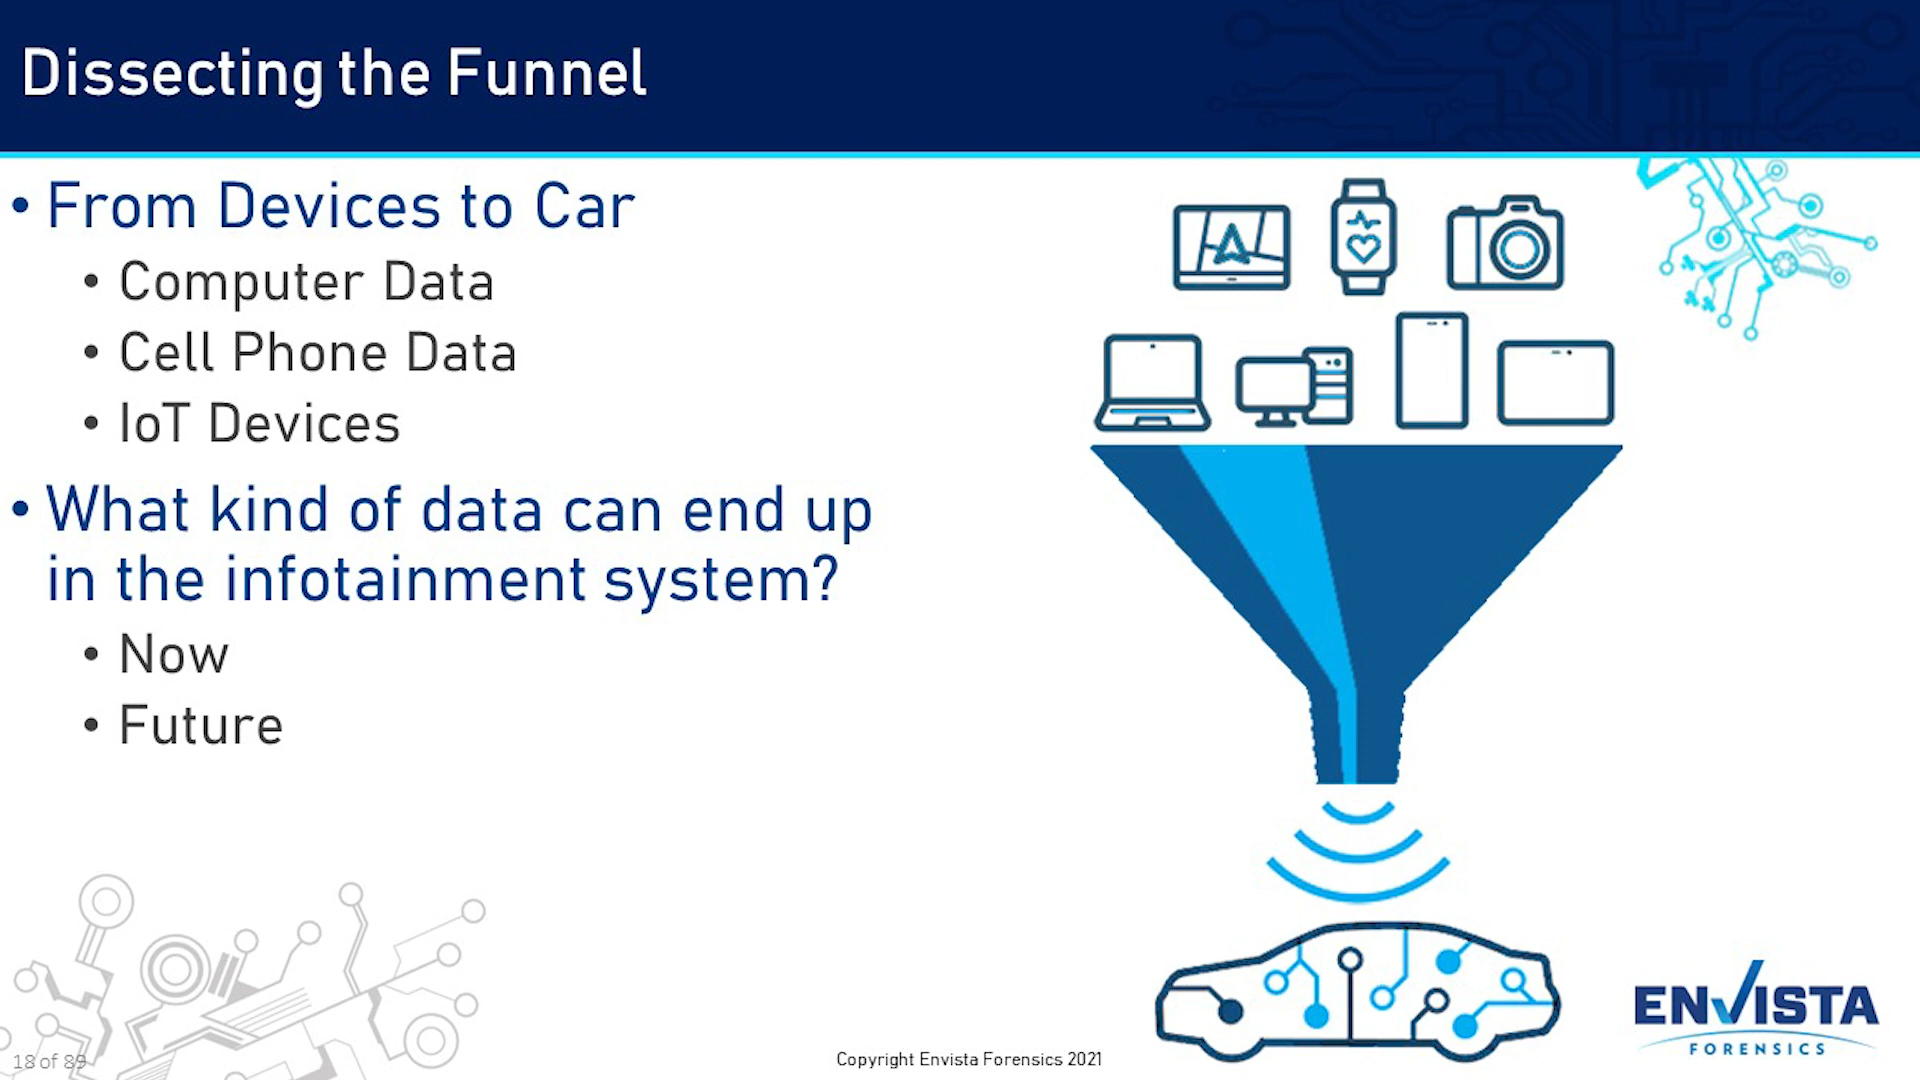 Dissecting the Funnel
• From Devices to Car
• Computer Data
• Cell Phone Data
• IoT Devices
• What kind of data can end up
in the infotainment system?
• Now
• Future
18 of 89
Copyright Envista Forensics 2021
ENVISTA
FORENSICS